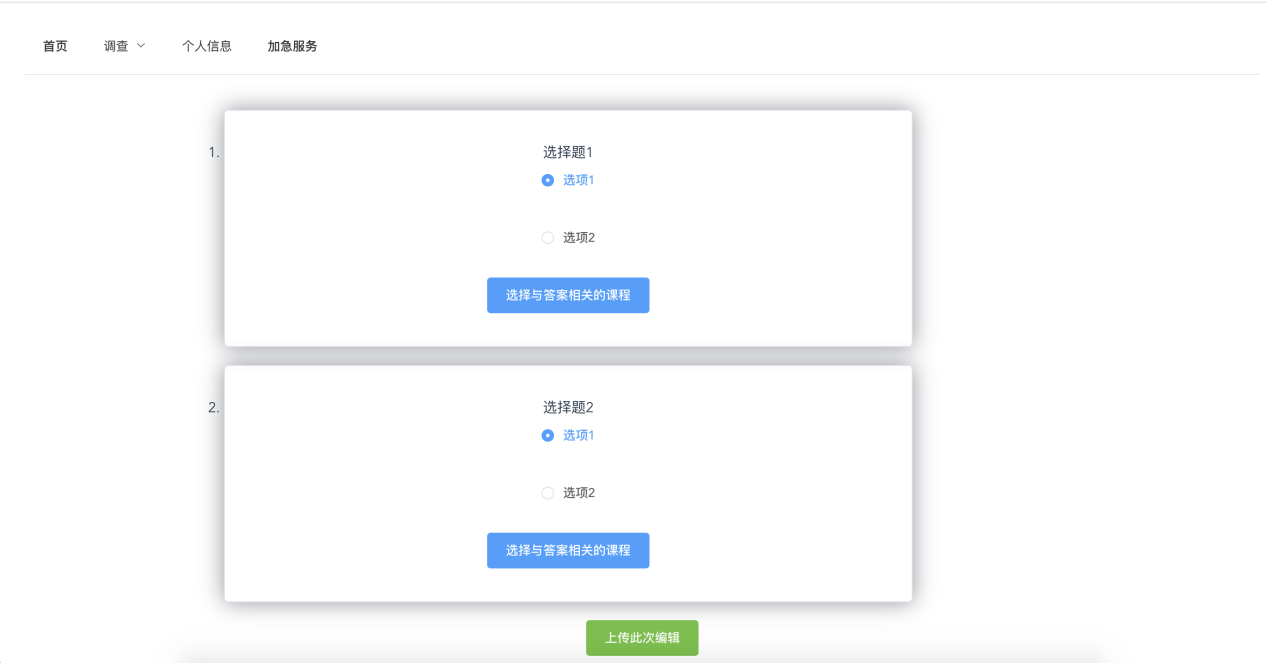 首页 调查 个人信息 加急服务
1. 选择题1
选项1
选项2
选择与答案相关的课程
2. 选择题2
选项1
选项2
选择与答案相关的课程
上传此次编辑